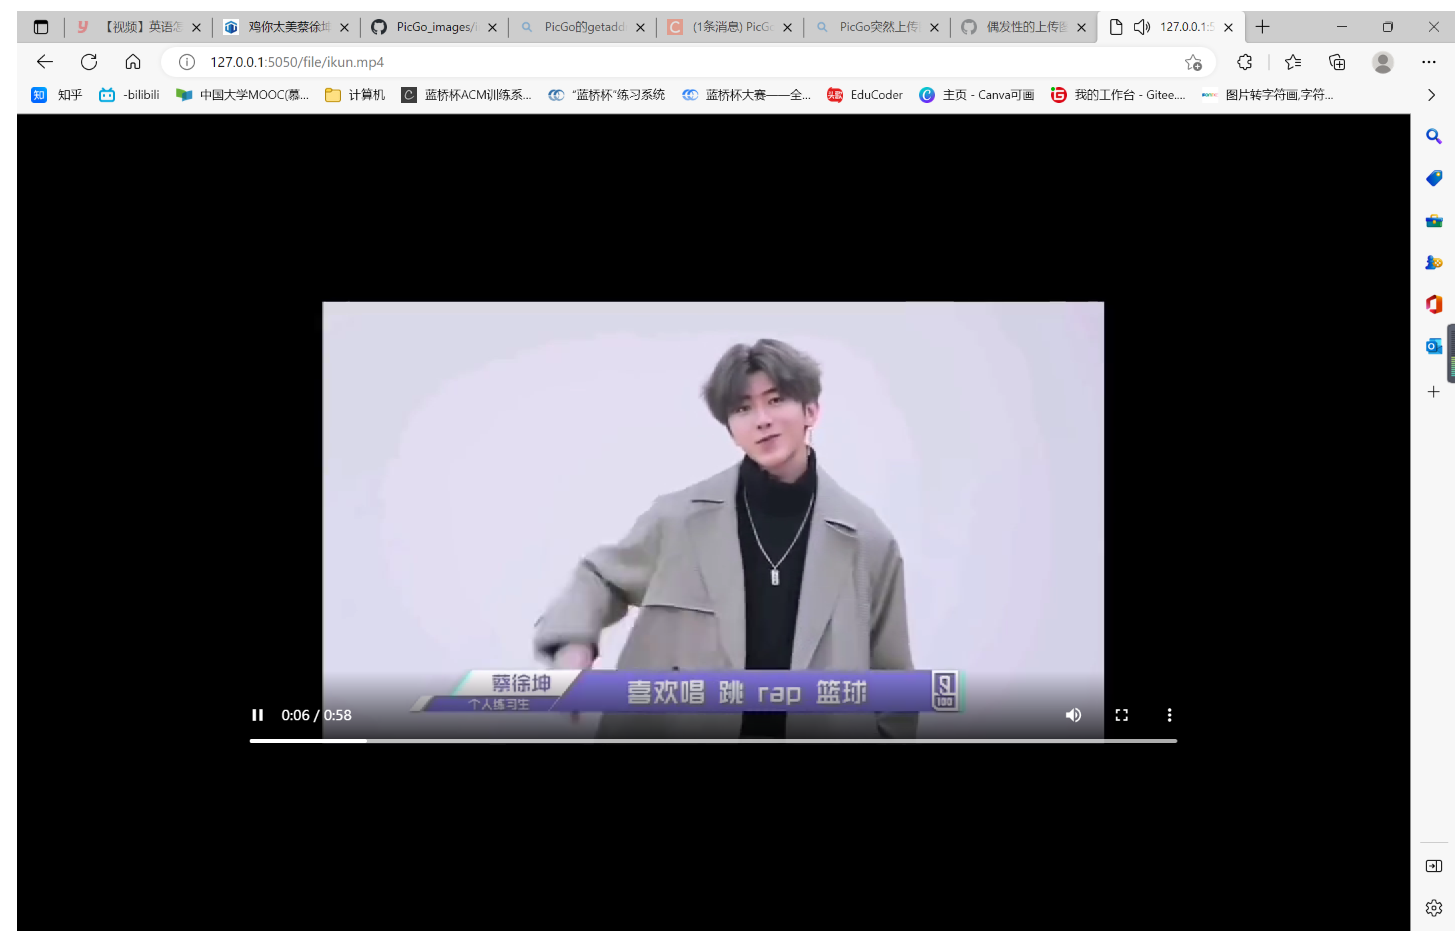 【视频】英语怎
鸡你太美蔡徐坤
PicGo_images/i
PicGo的getadd
(1条消息) PicGo
PicGo突然上传
偶发性的上传图
127.0.0.1:5
127.0.0.1:5050/file/ikun.mp4
知乎
-bilibili
中国大学MOOC(慕...
计算机
蓝桥杯ACM训练系...
“蓝桥杯”练习系统
蓝桥杯大赛——全...
EduCoder
主页 - Canva可画
我的工作台 - Gitee....
图片转字符画,字符...
蔡徐坤
个人练习生
喜欢唱 跳 rap 篮球
100
0:06 / 0:58